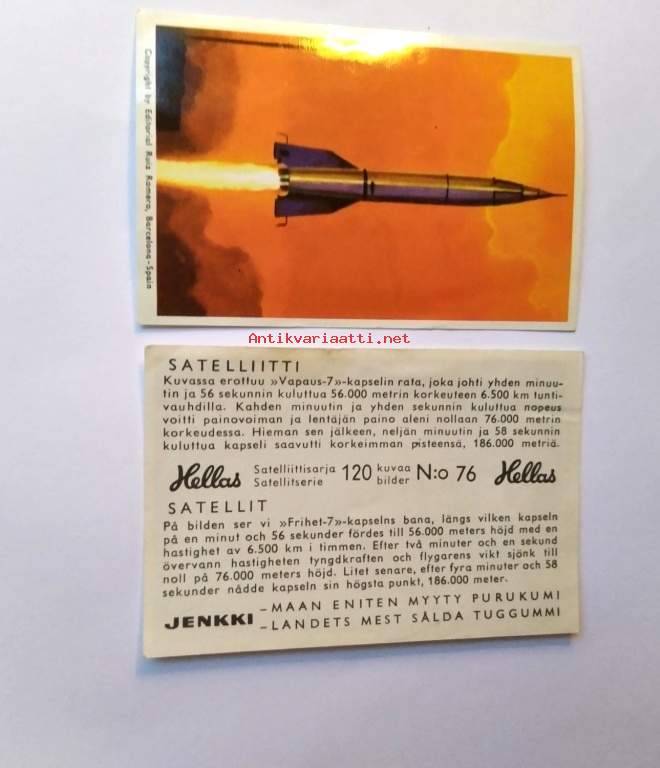 Copyright by Editorial Ruiz Romero, Barcelona - Spain
Antikvariaatti.net
SATELLIITTI
Kuvassa erottuu »Vapaus-7»-kapselin rata, joka johti yhden minuu-
tin ja 56 sekunnin kuluttua 56.000 metrin korkeuteen 6.500 km tunti-
vauhdilla. Kahden minuutin ja yhden sekunnin kuluttua nopeus
voitti painovoiman ja lentäjän paino aleni nollaan 76.000 metrin
korkeudessa. Hieman sen jälkeen, neljän minuutin ja 58 sekunnin
kuluttua kapseli saavutti korkeimman pisteensä, 186.000 metriä.
Hellas Satelliittisarja 120 kuvaa N:o 76 Hellas
Satellitserie bilder
SATELLIT
På bilden ser vi »Frihet-7»-kapselns bana, längs vilken kapseln
på en minut och 56 sekunder fördes till 56.000 meters höjd med en
hastighet av 6.500 km i timmen. Efter två minuter och en sekund
övervann hastigheten tyngdkraften och flygarens vikt sjönk till
noll på 76.000 meters höjd. Litet senare, efter fyra minuter och 58
sekunder nådde kapseln sin högsta punkt, 186.000 meter.
JENKKI – MAAN ENITEN MYYTY PURUKUMI
– LANDETS MEST SÅLDA TUGGUMMI